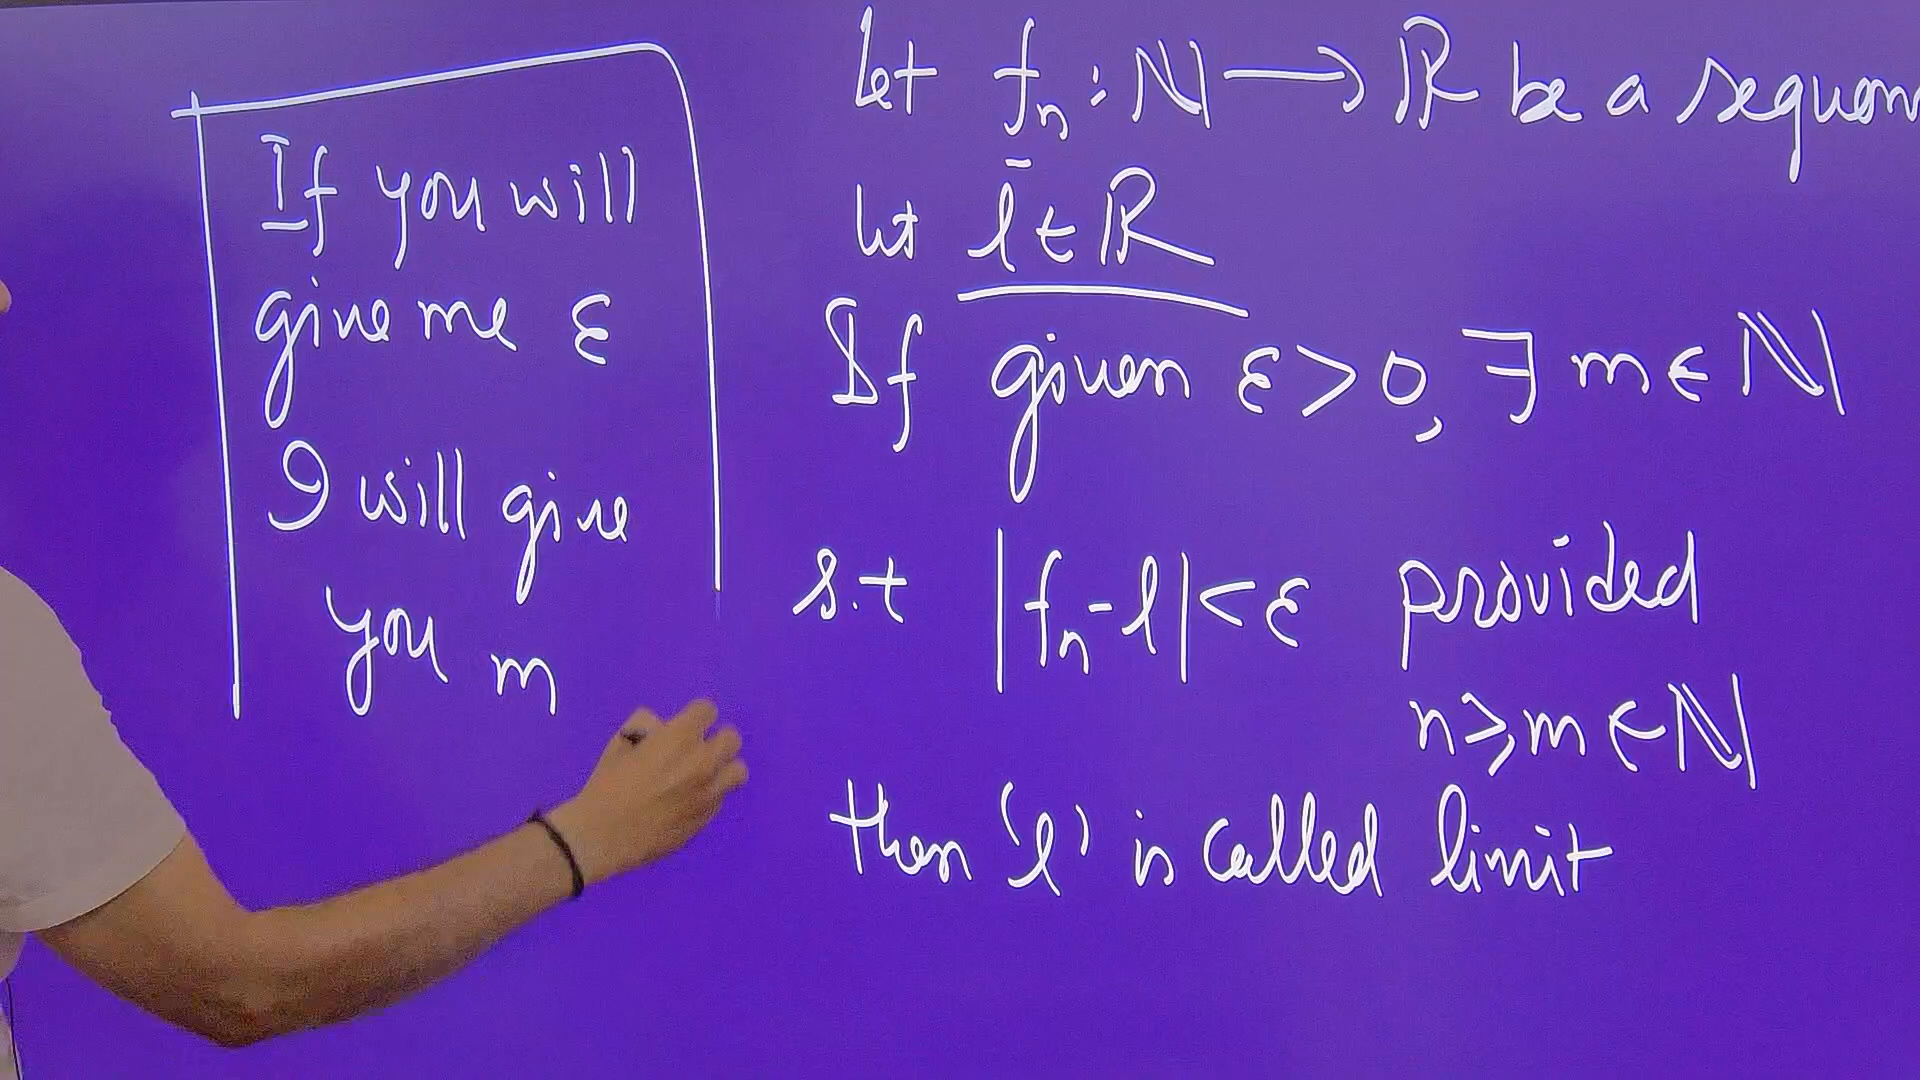 If you will
give me ε
I will give
you m
let fn : ℕ → ℝ be a sequen
let l ∈ ℝ
If given ε > 0, ∃ m ∈ ℕ
s.t |fn - l| < ε provided
n ≥ m ∈ ℕ
then 'l' is called limit